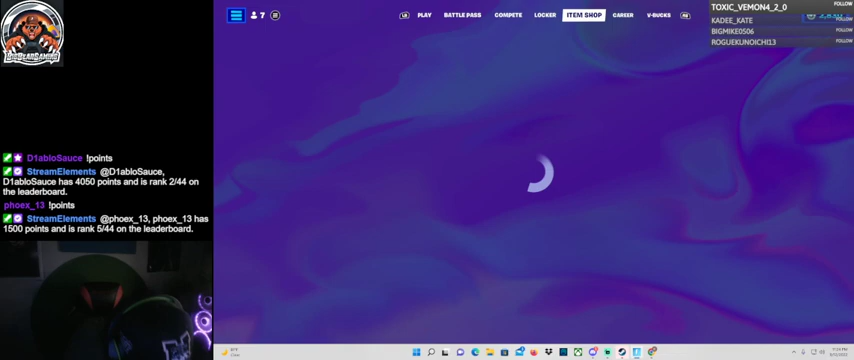 7
PLAY
BATTLE PASS
COMPETE
LOCKER
ITEM SHOP
CAREER
V-BUCKS
TOXIC_VEMON4_2_0 FOLLOW
KADEE_KATE FOLLOW
BIGMIKE0506 FOLLOW
ROGUEKUNOICHI13 FOLLOW
BIGBEARGAMING
D1abloSauce !points
StreamElements @D1abloSauce,
D1abloSauce has 4050 points and is rank 2/44 on
the leaderboard.
phoex_13 !points
StreamElements @phoex_13, phoex_13 has
1500 points and is rank 5/44 on the leaderboard.
Clear